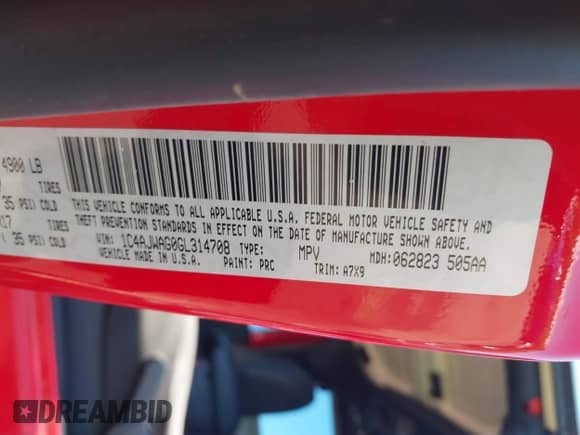 4900 LB
TIRES
35 PSI) COLD
17 TIRES
( 35 PSI) COLD
THIS VEHICLE CONFORMS TO ALL APPLICABLE U.S.A. FEDERAL MOTOR VEHICLE SAFETY AND
THEFT PREVENTION STANDARDS IN EFFECT ON THE DATE OF MANUFACTURE SHOWN ABOVE.
VIN: 1C4AJWAG0GL314708 TYPE: MPV MDH: 062823 505AA
VEHICLE MADE IN U.S.A. PAINT: PRC TRIM: A7X9
DREAMBID